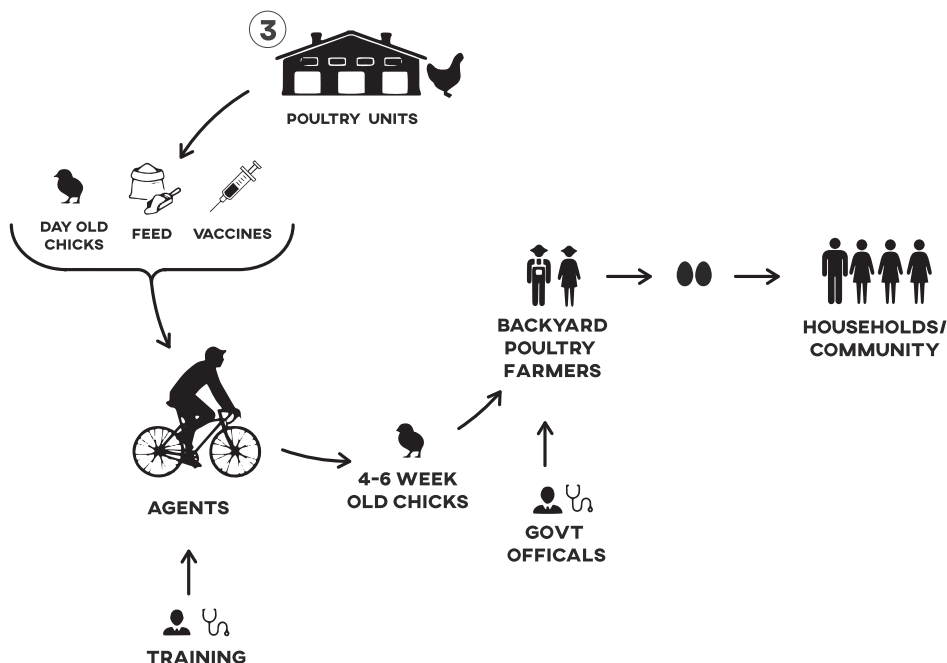 3
POULTRY UNITS
DAY OLD
CHICKS
FEED
VACCINES
BACKYARD
POULTRY
FARMERS
HOUSEHOLDS/
COMMUNITY
AGENTS
4-6 WEEK
OLD CHICKS
GOVT
OFFICALS
TRAINING